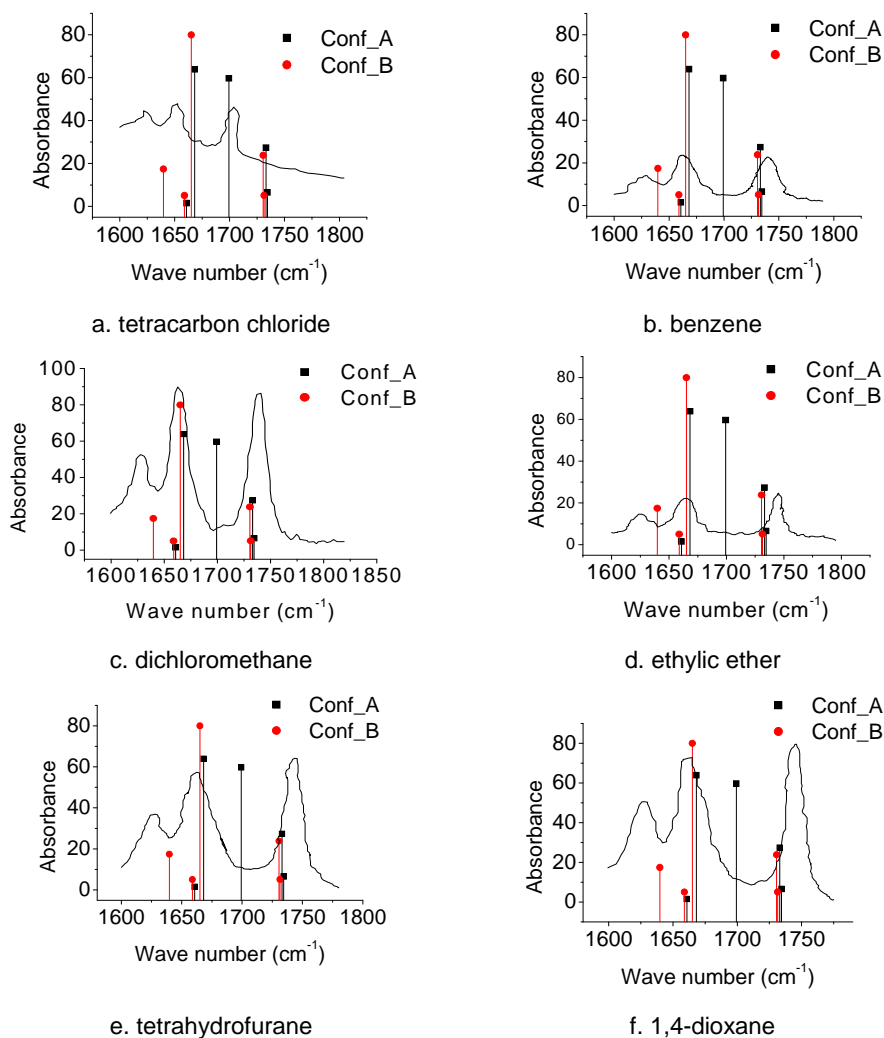 80
60
40
20
0
Absorbance
1600 1650 1700 1750 1800
Wave number (cm-1)
Conf_A
Conf_B
a. tetracarbon chloride
80
60
40
20
0
Absorbance
1600 1650 1700 1750 1800
Wave number (cm-1)
Conf_A
Conf_B
b. benzene
100
80
60
40
20
0
Absorbance
1600 1650 1700 1750 1800 1850
Wave number (cm-1)
Conf_A
Conf_B
c. dichloromethane
80
60
40
20
0
Absorbance
1600 1650 1700 1750 1800
Wave number (cm-1)
Conf_A
Conf_B
d. ethylic ether
80
60
40
20
0
Absorbance
1600 1650 1700 1750 1800
Wave number (cm-1)
Conf_A
Conf_B
e. tetrahydrofurane
80
60
40
20
0
Absorbance
1600 1650 1700 1750
Wave number (cm-1)
Conf_A
Conf_B
f. 1,4-dioxane